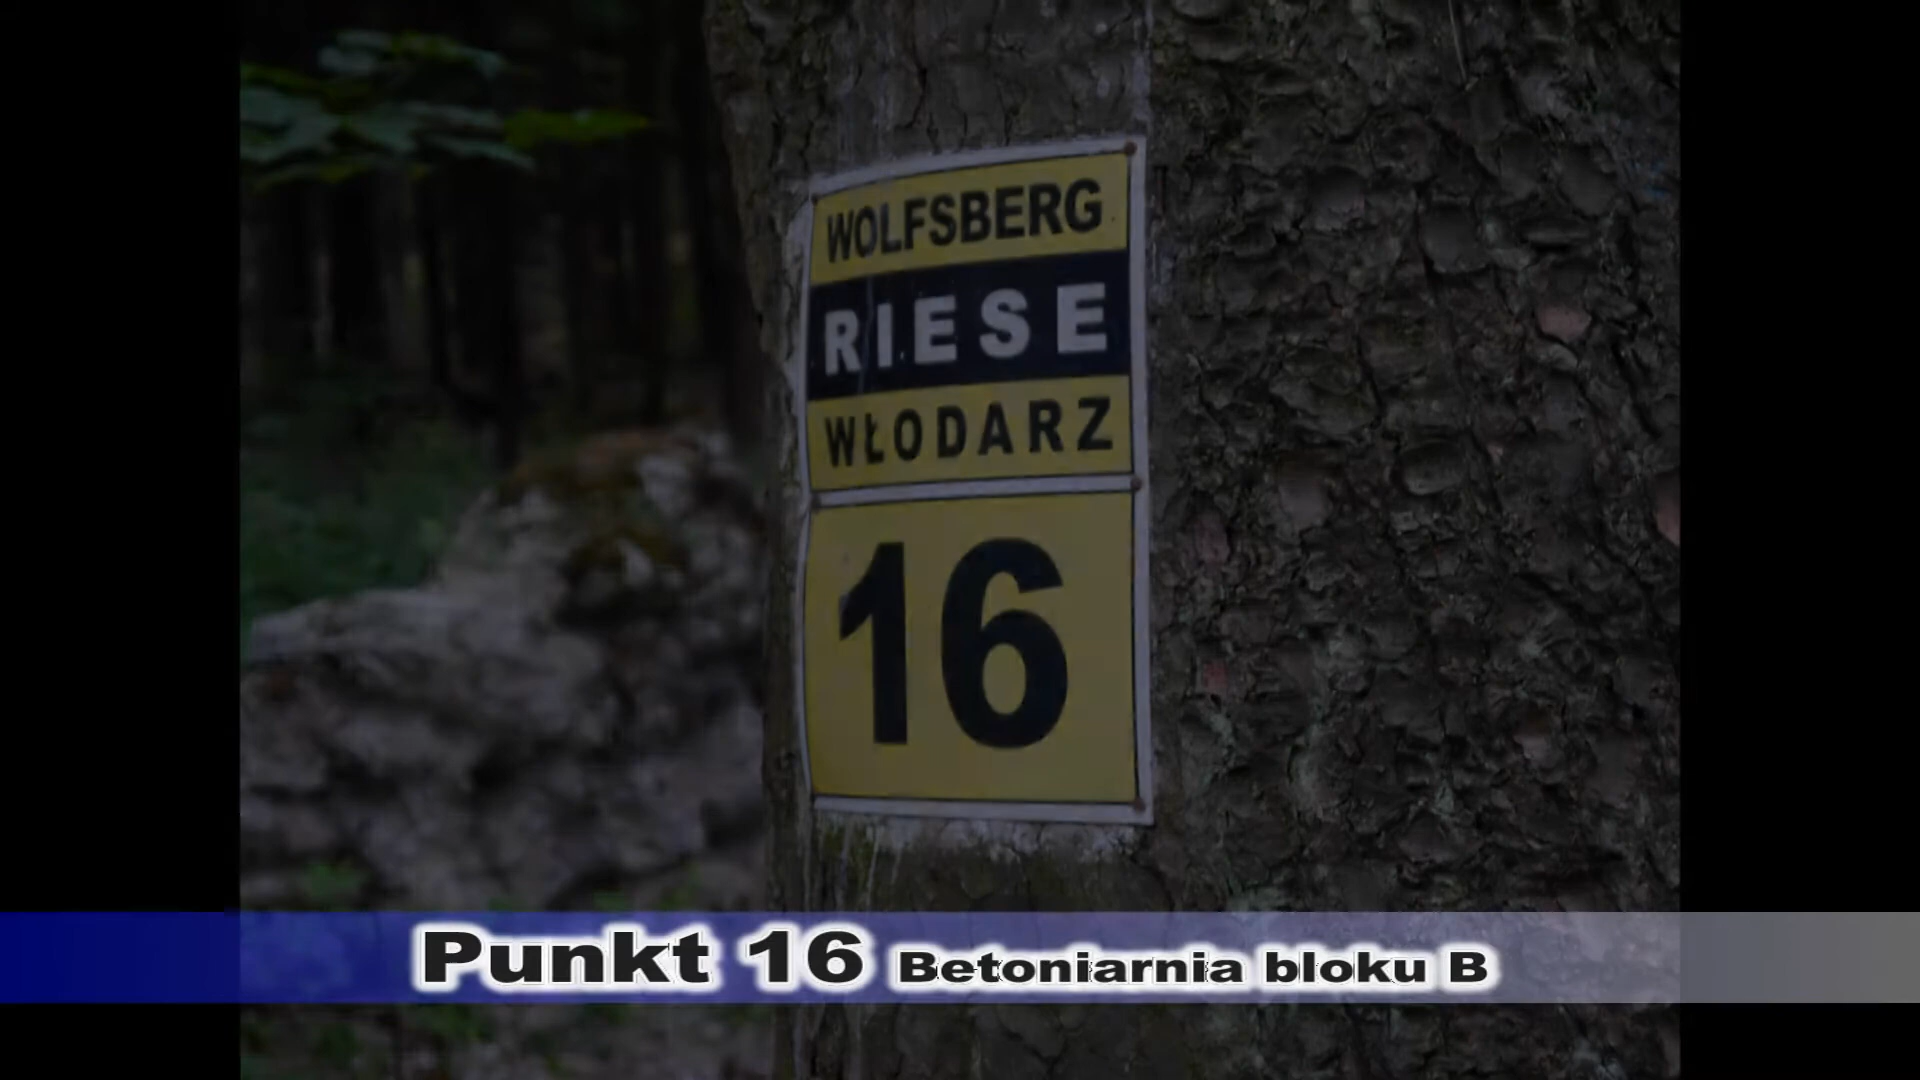 WOLFSBERG
RIESE
WŁODARZ
16
Punkt 16 Betoniarnia bloku B